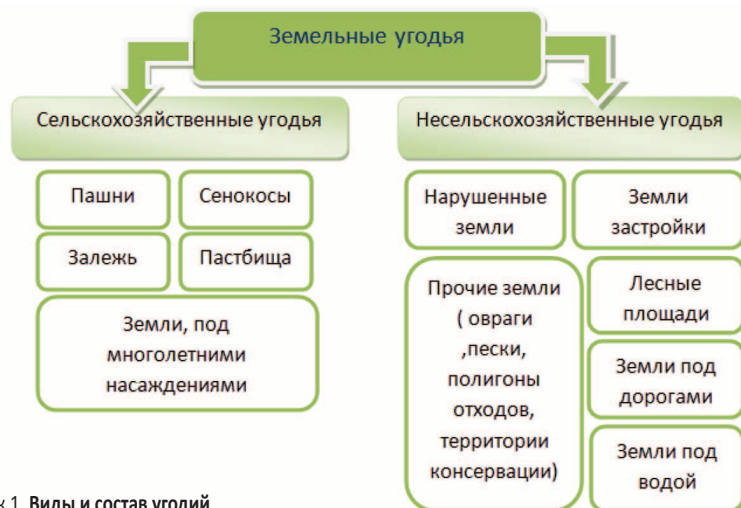 Земельные угодья
Сельскохозяйственные угодья
Несельскохозяйственные угодья
Пашни
Сенокосы
Залежь
Пастбища
Земли, под
многолетними
насаждениями
Нарушенные
земли
Земли
застройки
Прочие земли
( овраги
,пески,
полигоны
отходов,
территории
консервации)
Лесные
площади
Земли под
дорогами
Земли под
водой
к 1. Виды и состав угодий